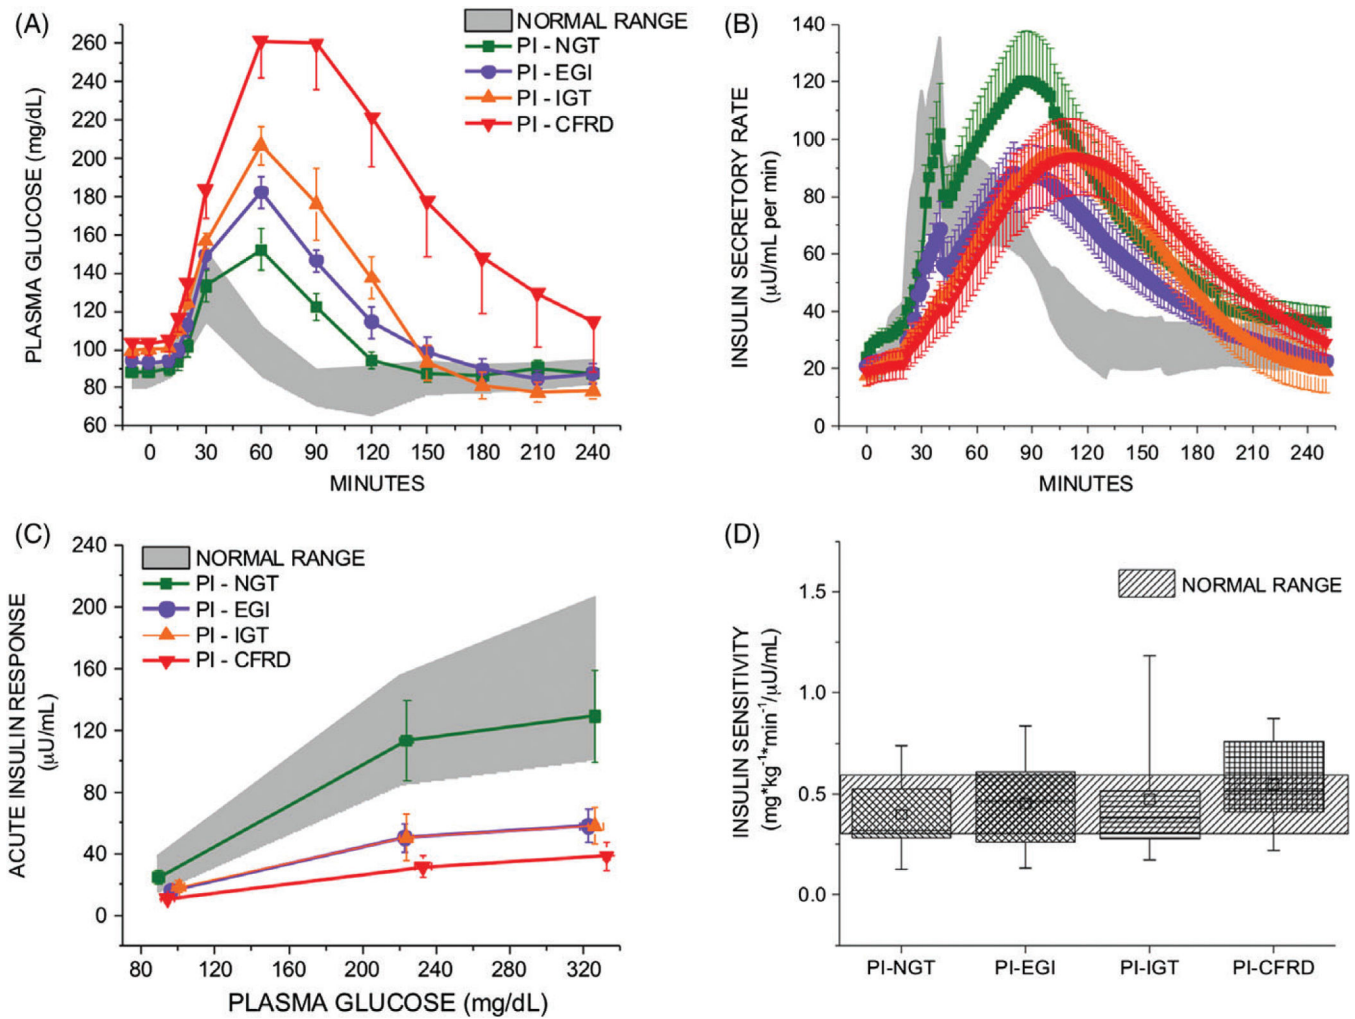 (A)
NORMAL RANGE
PI - NGT
PI - EGI
PI - IGT
PI - CFRD
PLASMA GLUCOSE (mg/dL)
260
240
220
200
180
160
140
120
100
80
60
0 30 60 90 120 150 180 210 240
MINUTES
(B)
INSULIN SECRETORY RATE
(μU/mL per min)
140
120
100
80
60
40
20
0
0 30 60 90 120 150 180 210 240
MINUTES
(C)
NORMAL RANGE
PI - NGT
PI - EGI
PI - IGT
PI - CFRD
ACUTE INSULIN RESPONSE
(μU/mL)
240
200
160
120
80
40
0
80 120 160 200 240 280 320
PLASMA GLUCOSE (mg/dL)
(D)
NORMAL RANGE
INSULIN SENSITIVITY
(mg*kg⁻¹*min⁻¹/μU/mL)
1.5
1.0
0.5
0.0
PI-NGT PI-EGI PI-IGT PI-CFRD